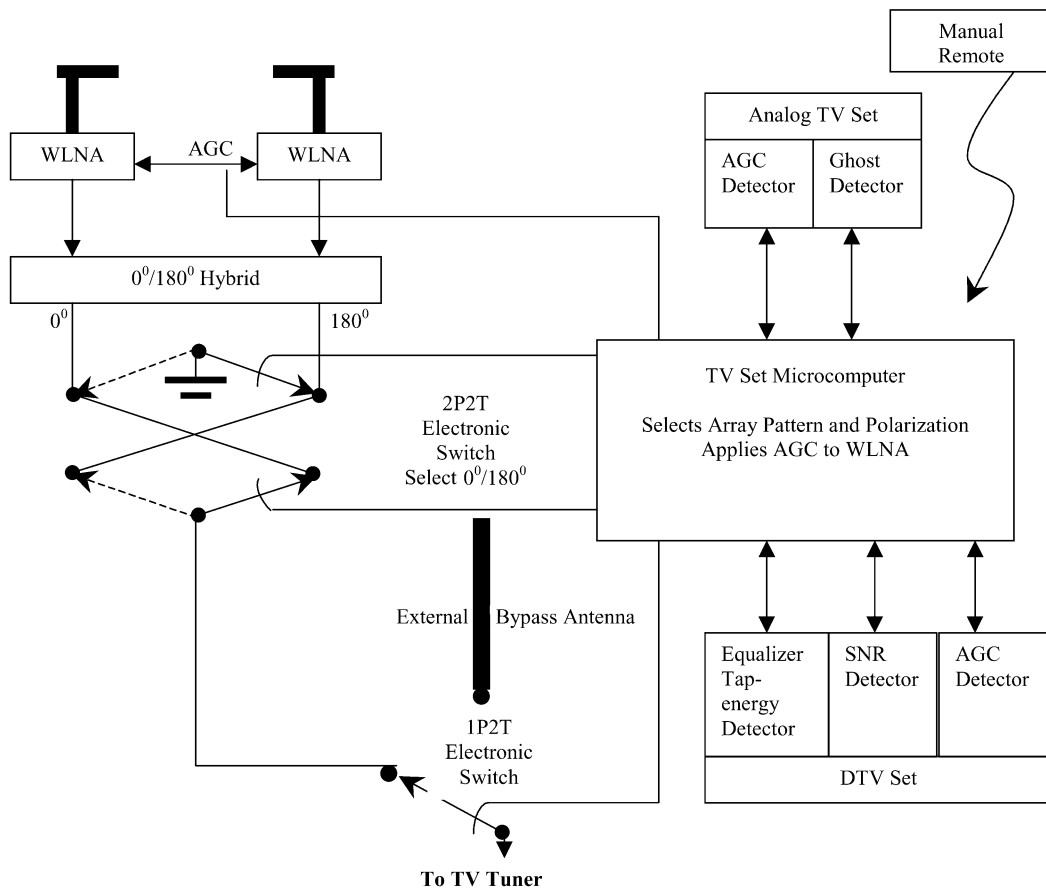 Manual
Remote
Analog TV Set
AGC
Detector
Ghost
Detector
WLNA
AGC
WLNA
0⁰/180⁰ Hybrid
0⁰
180⁰
TV Set Microcomputer
Selects Array Pattern and Polarization
Applies AGC to WLNA
2P2T
Electronic
Switch
Select 0⁰/180⁰
External Bypass Antenna
Equalizer
Tap-
energy
Detector
SNR
Detector
AGC
Detector
DTV Set
1P2T
Electronic
Switch
To TV Tuner